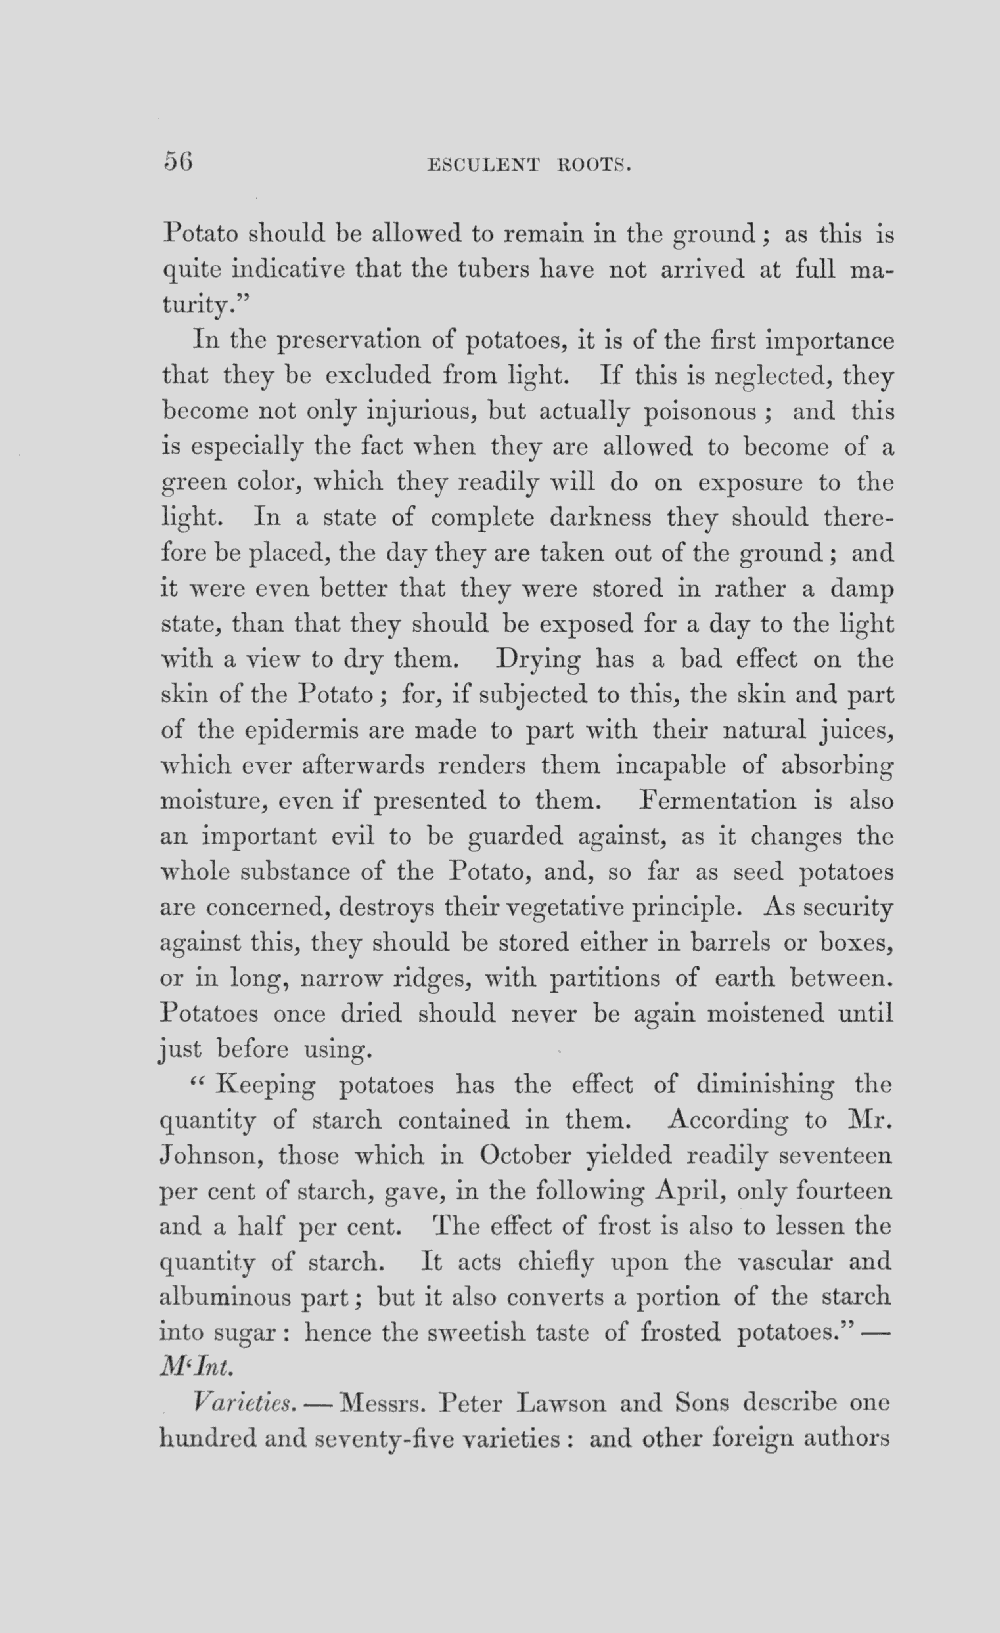 56 ESCULENT ROOTS.
Potato should be allowed to remain in the ground; as this is
quite indicative that the tubers have not arrived at full ma-
turity.”
In the preservation of potatoes, it is of the first importance
that they be excluded from light. If this is neglected, they
become not only injurious, but actually poisonous; and this
is especially the fact when they are allowed to become of a
green color, which they readily will do on exposure to the
light. In a state of complete darkness they should there-
fore be placed, the day they are taken out of the ground; and
it were even better that they were stored in rather a damp
state, than that they should be exposed for a day to the light
with a view to dry them. Drying has a bad effect on the
skin of the Potato; for, if subjected to this, the skin and part
of the epidermis are made to part with their natural juices,
which ever afterwards renders them incapable of absorbing
moisture, even if presented to them. Fermentation is also
an important evil to be guarded against, as it changes the
whole substance of the Potato, and, so far as seed potatoes
are concerned, destroys their vegetative principle. As security
against this, they should be stored either in barrels or boxes,
or in long, narrow ridges, with partitions of earth between.
Potatoes once dried should never be again moistened until
just before using.
“Keeping potatoes has the effect of diminishing the
quantity of starch contained in them. According to Mr.
Johnson, those which in October yielded readily seventeen
per cent of starch, gave, in the following April, only fourteen
and a half per cent. The effect of frost is also to lessen the
quantity of starch. It acts chiefly upon the vascular and
albuminous part; but it also converts a portion of the starch
into sugar: hence the sweetish taste of frosted potatoes.” —
M‘Int.
Varieties. — Messrs. Peter Lawson and Sons describe one
hundred and seventy-five varieties: and other foreign authors